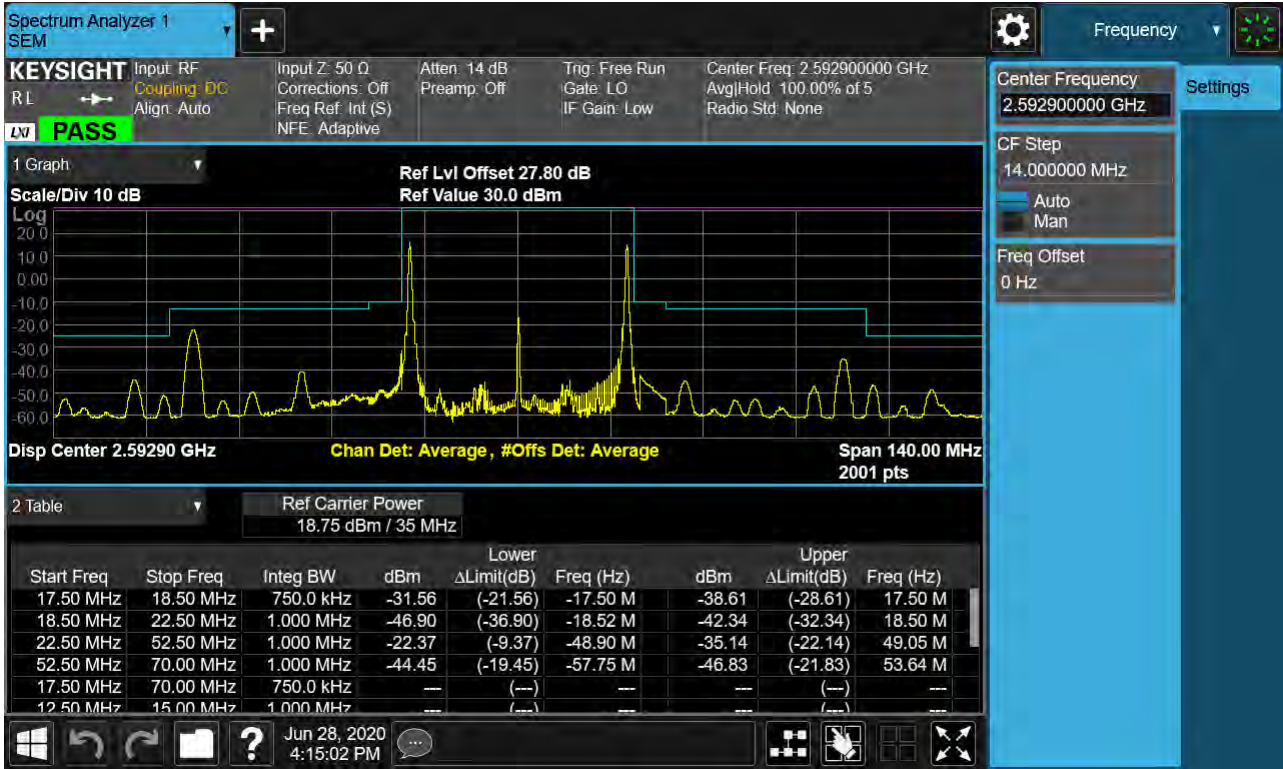 Spectrum Analyzer 1
SEM
+
Frequency
KEYSIGHT
R L
LXI
PASS
Input: RF
Coupling: DC
Align: Auto
Input Z: 50 Ω
Corrections: Off
Freq Ref: Int (S)
NFE: Adaptive
Atten: 14 dB
Preamp: Off
Trig: Free Run
Gate: LO
IF Gain: Low
Center Freq: 2.592900000 GHz
Avg|Hold: 100.00% of 5
Radio Std: None
Center Frequency
2.592900000 GHz
Settings
CF Step
14.000000 MHz
Auto
Man
Freq Offset
0 Hz
1 Graph
Scale/Div 10 dB
Ref Lvl Offset 27.80 dB
Ref Value 30.0 dBm
Log
20.0
10.0
0.00
-10.0
-20.0
-30.0
-40.0
-50.0
-60.0
Disp Center 2.59290 GHz
Chan Det: Average, #Offs Det: Average
Span 140.00 MHz
2001 pts
2 Table
Ref Carrier Power
18.75 dBm / 35 MHz
Lower Upper
Start Freq Stop Freq Integ BW dBm ΔLimit(dB) Freq (Hz) dBm ΔLimit(dB) Freq (Hz)
17.50 MHz 18.50 MHz 750.0 kHz -31.56 (-21.56) -17.50 M -38.61 (-28.61) 17.50 M
18.50 MHz 22.50 MHz 1.000 MHz -46.90 (-36.90) -18.52 M -42.34 (-32.34) 18.50 M
22.50 MHz 52.50 MHz 1.000 MHz -22.37 (-9.37) -48.90 M -35.14 (-22.14) 49.05 M
52.50 MHz 70.00 MHz 1.000 MHz -44.45 (-19.45) -57.75 M -46.83 (-21.83) 53.64 M
17.50 MHz 70.00 MHz 750.0 kHz --- (---) --- --- (---) ---
12.50 MHz 15.00 MHz 1.000 MHz --- (---) --- --- (---) ---
?
Jun 28, 2020
4:15:02 PM